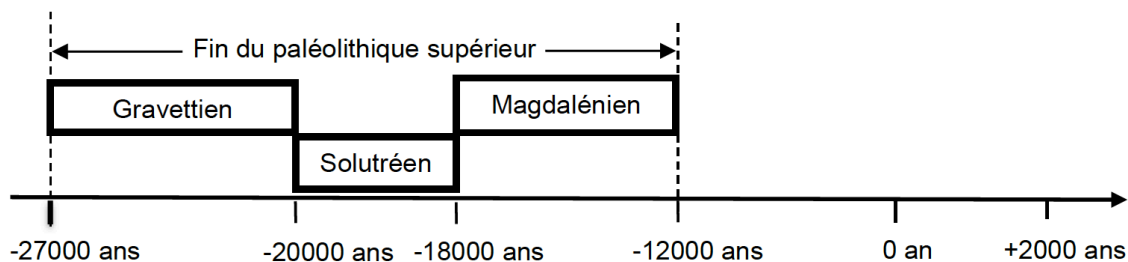 Fin du paléolithique supérieur
Gravettien
Magdalénien
Solutréen
-27000 ans -20000 ans -18000 ans -12000 ans 0 an +2000 ans